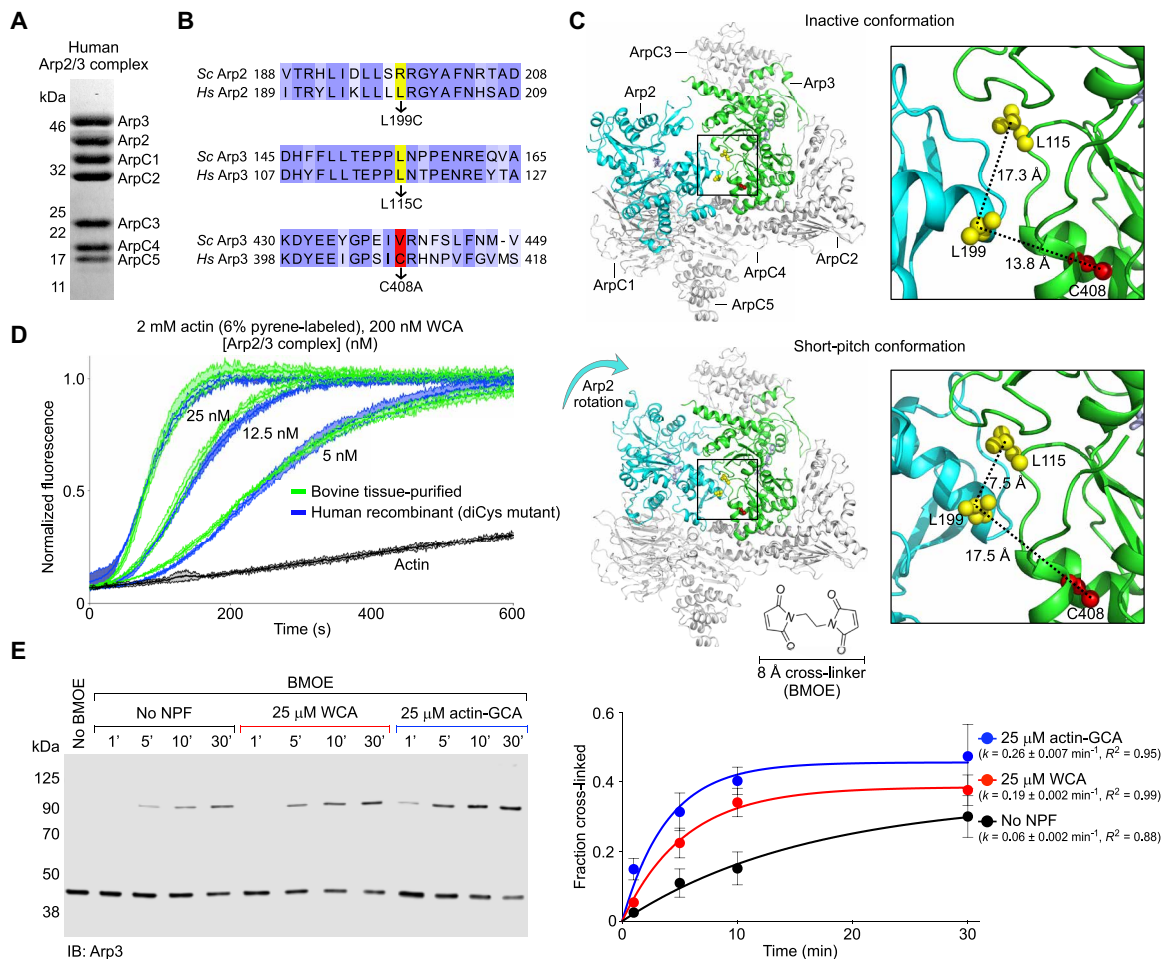 A
Human
Arp2/3 complex
kDa
46
32
25
22
17
11
Arp3
Arp2
ArpC1
ArpC2
ArpC3
ArpC4
ArpC5
B
Sc Arp2 188 VTRHLIDLLSRRGYAFNRTAD 208
Hs Arp2 189 ITRYLIKLLLLRGYAFNHSAD 209
L199C
Sc Arp3 145 DHFFLLTEPPLNPPENREQVA 165
Hs Arp3 107 DHYFLLTEPPLNTPENREYTA 127
L115C
Sc Arp3 430 KDYEEYGPEIVRNFSLFNM-V 449
Hs Arp3 398 KDYEEIGPSICRHNPVFGVMS 418
C408A
C
Inactive conformation
ArpC3
Arp3
Arp2
ArpC1
ArpC4
ArpC2
ArpC5
L115
17.3 Å
L199
13.8 Å
C408
Short-pitch conformation
Arp2
rotation
L115
7.5 Å
L199
17.5 Å
C408
8 Å cross-linker
(BMOE)
N
N
O
O
O
O
D
2 mM actin (6% pyrene-labeled), 200 nM WCA
[Arp2/3 complex] (nM)
Normalized fluorescence
1.0
0.5
0
25 nM
12.5 nM
5 nM
Bovine tissue-purified
Human recombinant (diCys mutant)
Actin
0 200 400 600
Time (s)
E
No BMOE
BMOE
No NPF
25 μM WCA
25 μM actin-GCA
1' 5' 10' 30' 1' 5' 10' 30' 1' 5' 10' 30'
kDa
125
90
70
50
38
IB: Arp3
Fraction cross-linked
0.6
0.4
0.2
0
0 10 20 30
Time (min)
25 μM actin-GCA
(k = 0.26 ± 0.007 min⁻¹, R² = 0.95)
25 μM WCA
(k = 0.19 ± 0.002 min⁻¹, R² = 0.99)
No NPF
(k = 0.06 ± 0.002 min⁻¹, R² = 0.88)